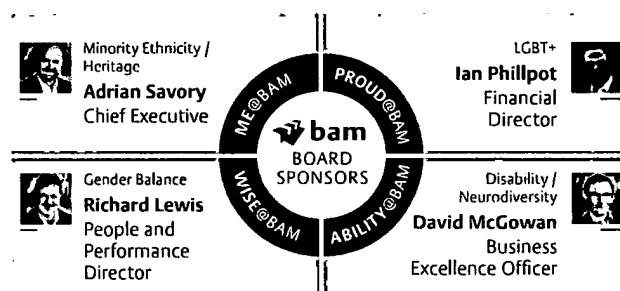 Minority Ethnicity /
Heritage
Adrian Savory
Chief Executive
LGBT+
Ian Phillpot
Financial
Director
ME@BAM
PROUD@BAM
bam
BOARD
SPONSORS
WISE@BAM
ABILITY@BAM
Gender Balance
Richard Lewis
People and
Performance
Director
Disability /
Neurodiversity
David McGowan
Business
Excellence Officer